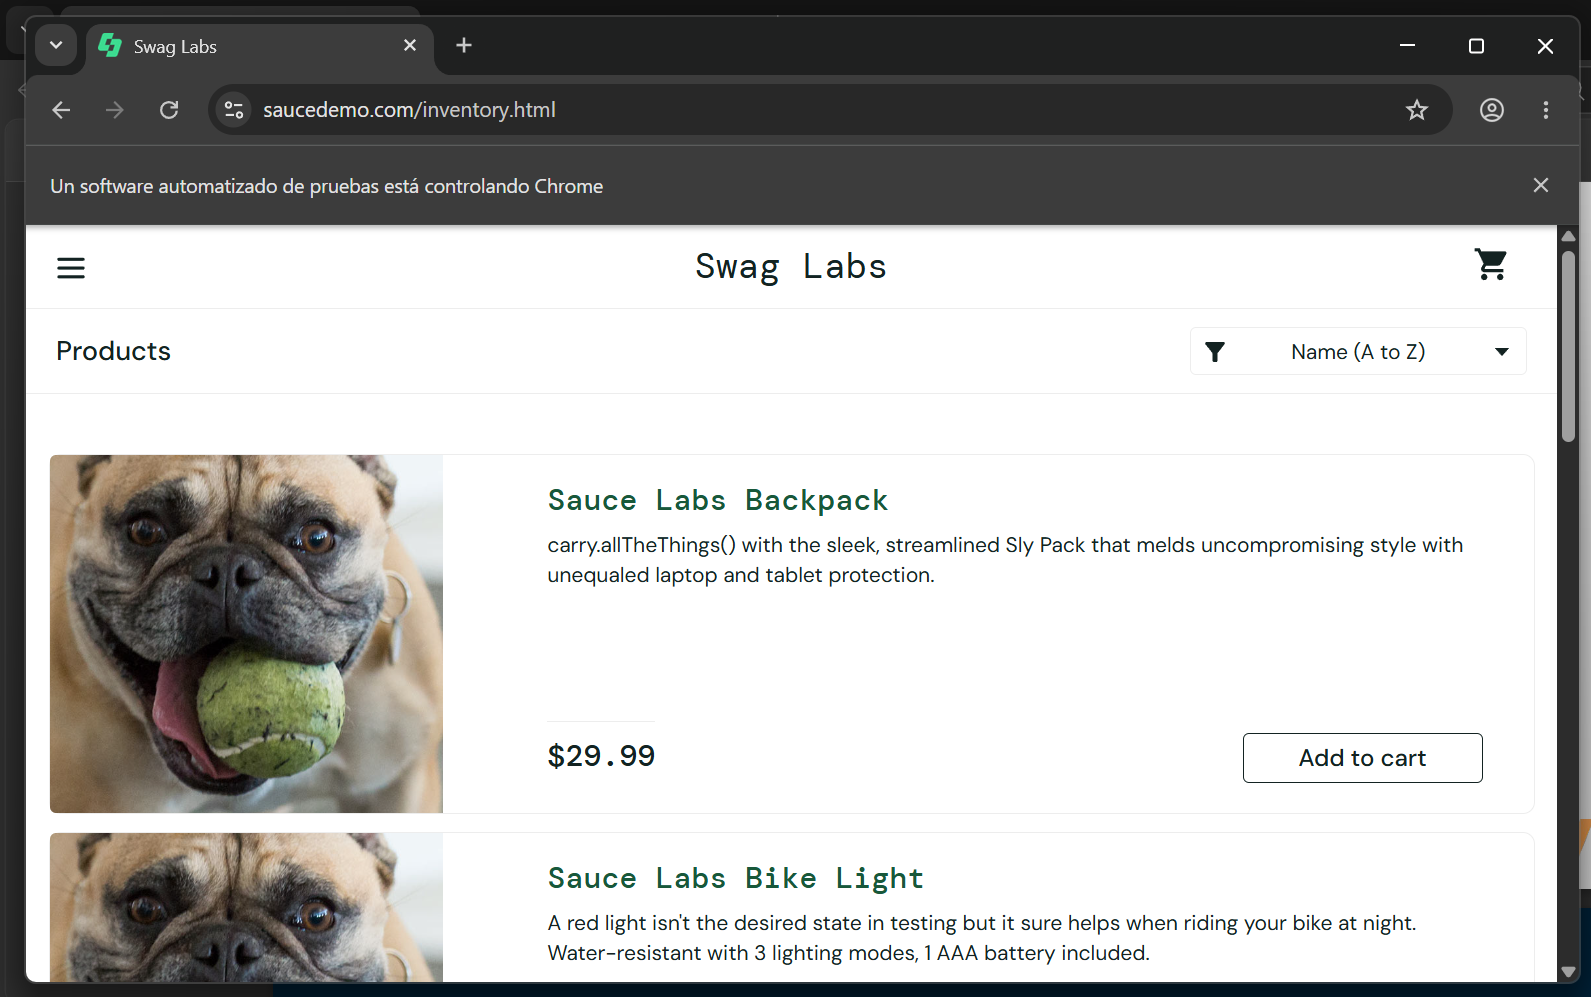 Swag Labs
saucedemo.com/inventory.html
Un software automatizado de pruebas está controlando Chrome
Swag Labs
Products
Name (A to Z)
Sauce Labs Backpack
carry.allTheThings() with the sleek, streamlined Sly Pack that melds uncompromising style with
unequaled laptop and tablet protection.
$29.99
Add to cart
Sauce Labs Bike Light
A red light isn't the desired state in testing but it sure helps when riding your bike at night.
Water-resistant with 3 lighting modes, 1 AAA battery included.